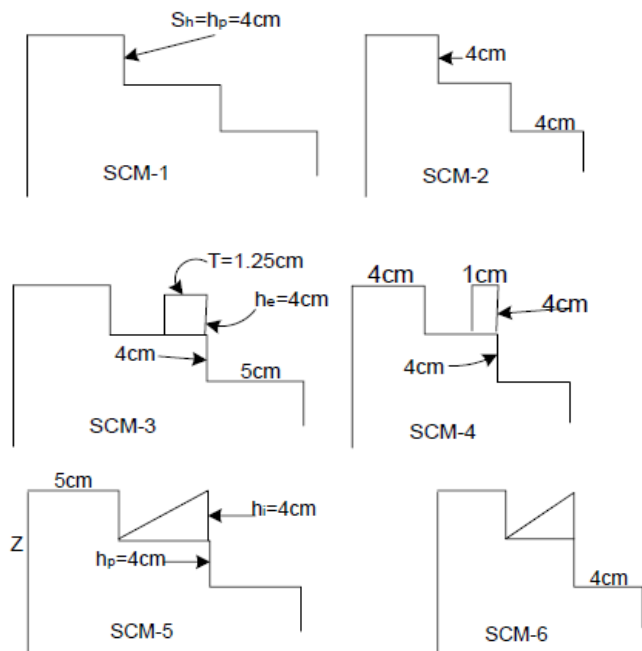 Sh=hp=4cm
SCM-1
4cm
4cm
SCM-2
T=1.25cm
he=4cm
4cm
5cm
SCM-3
4cm
1cm
4cm
4cm
SCM-4
5cm
hi=4cm
Z
hp=4cm
SCM-5
4cm
SCM-6